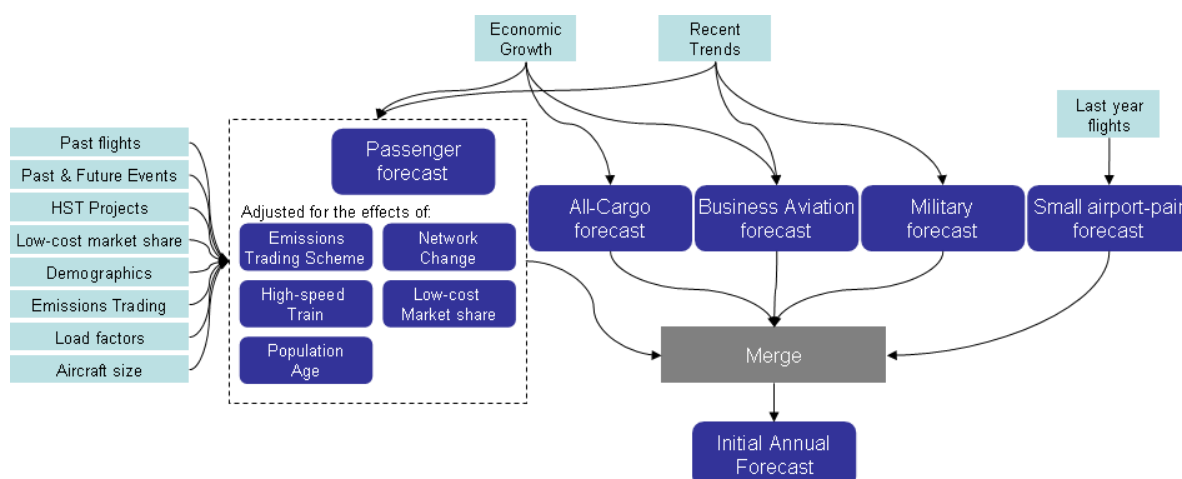 Economic
Growth
Recent
Trends
Last year
flights
Past flights
Past & Future Events
HST Projects
Low-cost market share
Demographics
Emissions Trading
Load factors
Aircraft size
Passenger
forecast
Adjusted for the effects of:
Emissions
Trading Scheme
Network
Change
High-speed
Train
Low-cost
Market share
Population
Age
All-Cargo
forecast
Business Aviation
forecast
Military
forecast
Small airport-pair
forecast
Merge
Initial Annual
Forecast